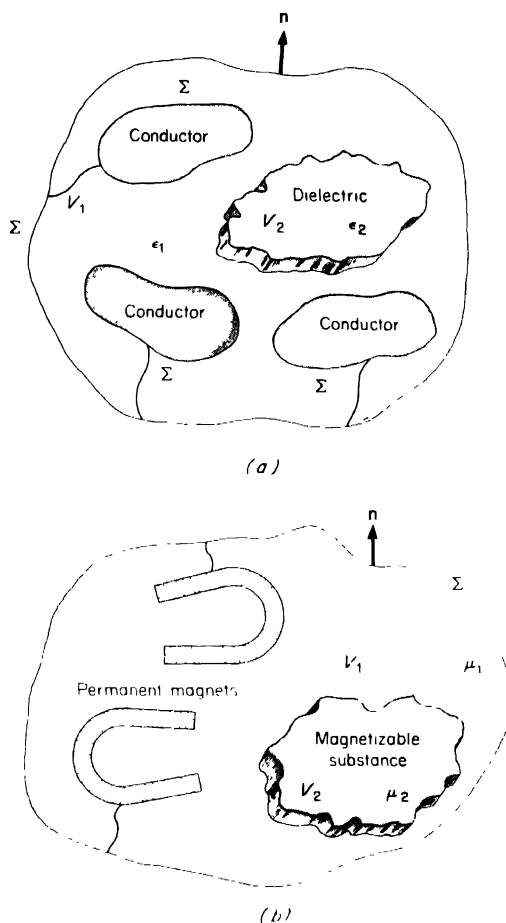 n
Σ
Conductor
Dielectric
V₁
V₂ ε₂
Σ
ε₁
Conductor
Conductor
Σ
Σ
(a)
n
Σ
V₁ μ₁
Permanent magnets
Magnetizable
substance
V₂ μ₂
(b)